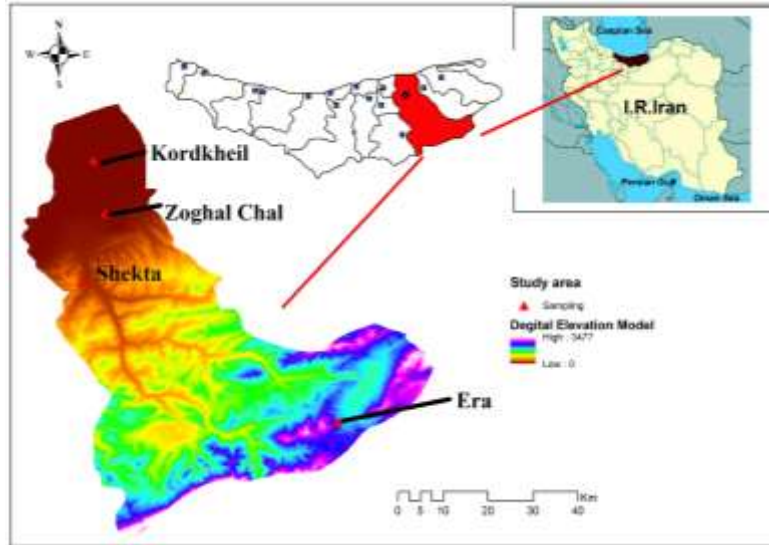 N
W E
S
Kordkheil
Zoghal Chal
Shekta
Era
Caspian Sea
I.R.Iran
Persian Gulf
Oman Sea
Study area
Sampling
Degital Elevation Model
High : 3477
Low : 0
Km
0 5 10 20 30 40